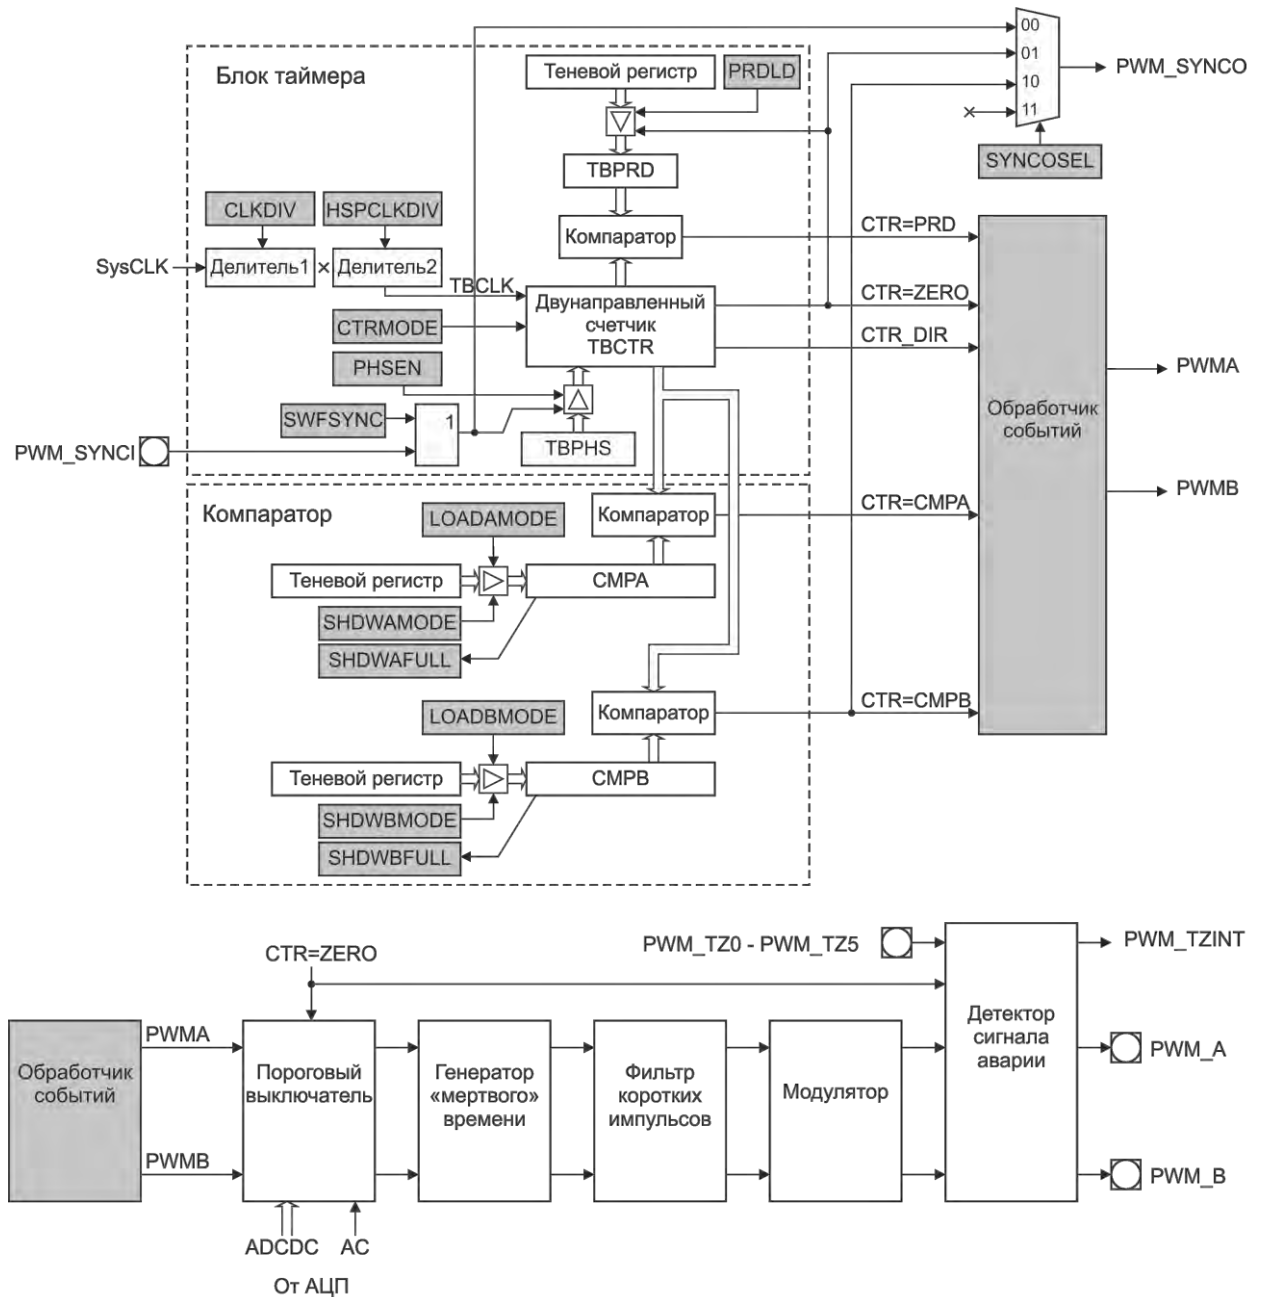 00
01
10
11
PWM_SYNCO
SYNCOSEL
Блок таймера
Теневой регистр
PRDLD
TBPRD
Компаратор
CLKDIV
HSPCLKDIV
SysCLK
Делитель1
×
Делитель2
TBCLK
CTRMODE
PHSEN
SWFSYNC
1
PWM_SYNCI
Двунаправленный
счетчик
TBCTR
TBPHS
CTR=PRD
CTR=ZERO
CTR_DIR
Обработчик
событий
PWMA
PWMB
Компаратор
LOADAMODE
Компаратор
CTR=CMPA
Теневой регистр
CMPA
SHDWAMODE
SHDWAFULL
LOADBMODE
Компаратор
CTR=CMPB
Теневой регистр
CMPB
SHDWBMODE
SHDWBFULL
CTR=ZERO
PWM_TZ0 - PWM_TZ5
PWM_TZINT
Обработчик
событий
PWMA
PWMB
Пороговый
выключатель
Генератор
«мертвого»
времени
Фильтр
коротких
импульсов
Модулятор
Детектор
сигнала
аварии
PWM_A
PWM_B
ADCDC
AC
От АЦП